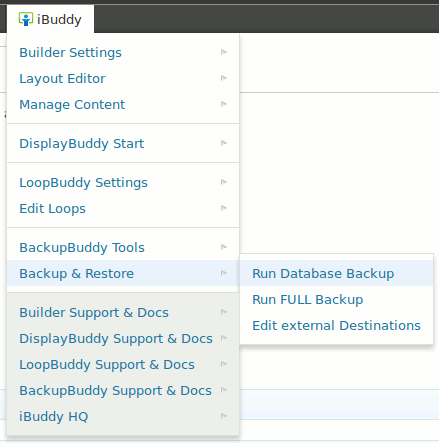 iBuddy
Builder Settings
Layout Editor
Manage Content
DisplayBuddy Start
LoopBuddy Settings
Edit Loops
BackupBuddy Tools
Backup & Restore
Run Database Backup
Run FULL Backup
Edit external Destinations
Builder Support & Docs
DisplayBuddy Support & Docs
LoopBuddy Support & Docs
BackupBuddy Support & Docs
iBuddy HQ